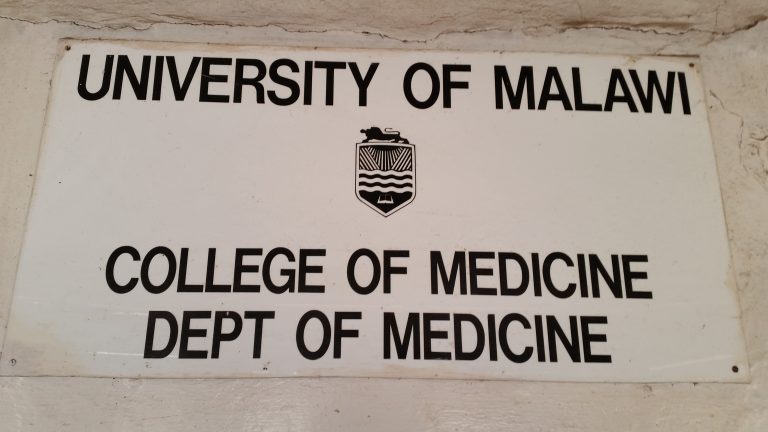 UNIVERSITY OF MALAWI
COLLEGE OF MEDICINE
DEPT OF MEDICINE